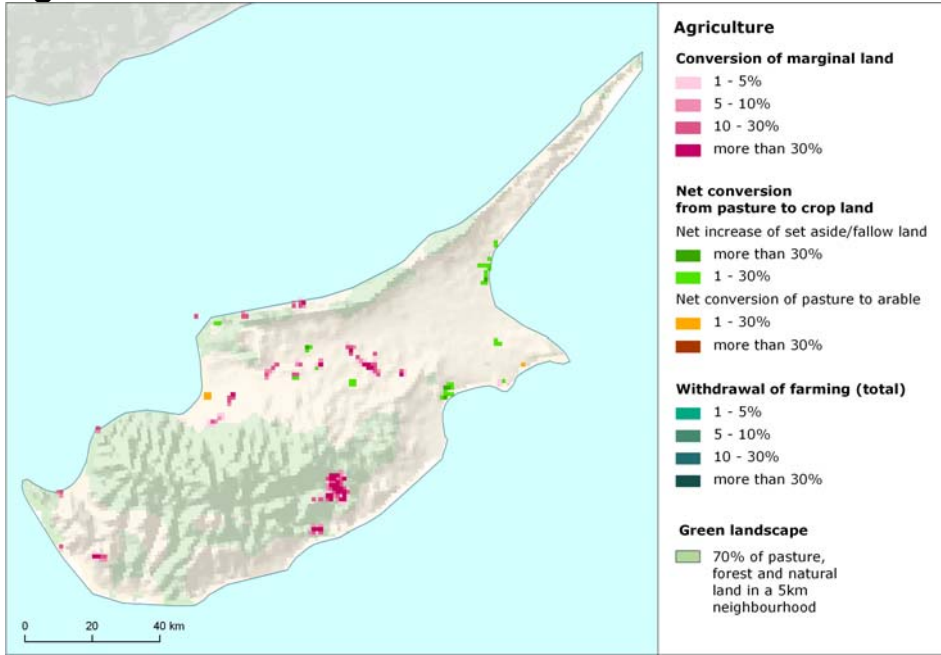 Agriculture
Conversion of marginal land
1 - 5%
5 - 10%
10 - 30%
more than 30%
Net conversion
from pasture to crop land
Net increase of set aside/fallow land
more than 30%
1 - 30%
Net conversion of pasture to arable
1 - 30%
more than 30%
Withdrawal of farming (total)
1 - 5%
5 - 10%
10 - 30%
more than 30%
Green landscape
70% of pasture,
forest and natural
land in a 5km
neighbourhood
0 20 40 km